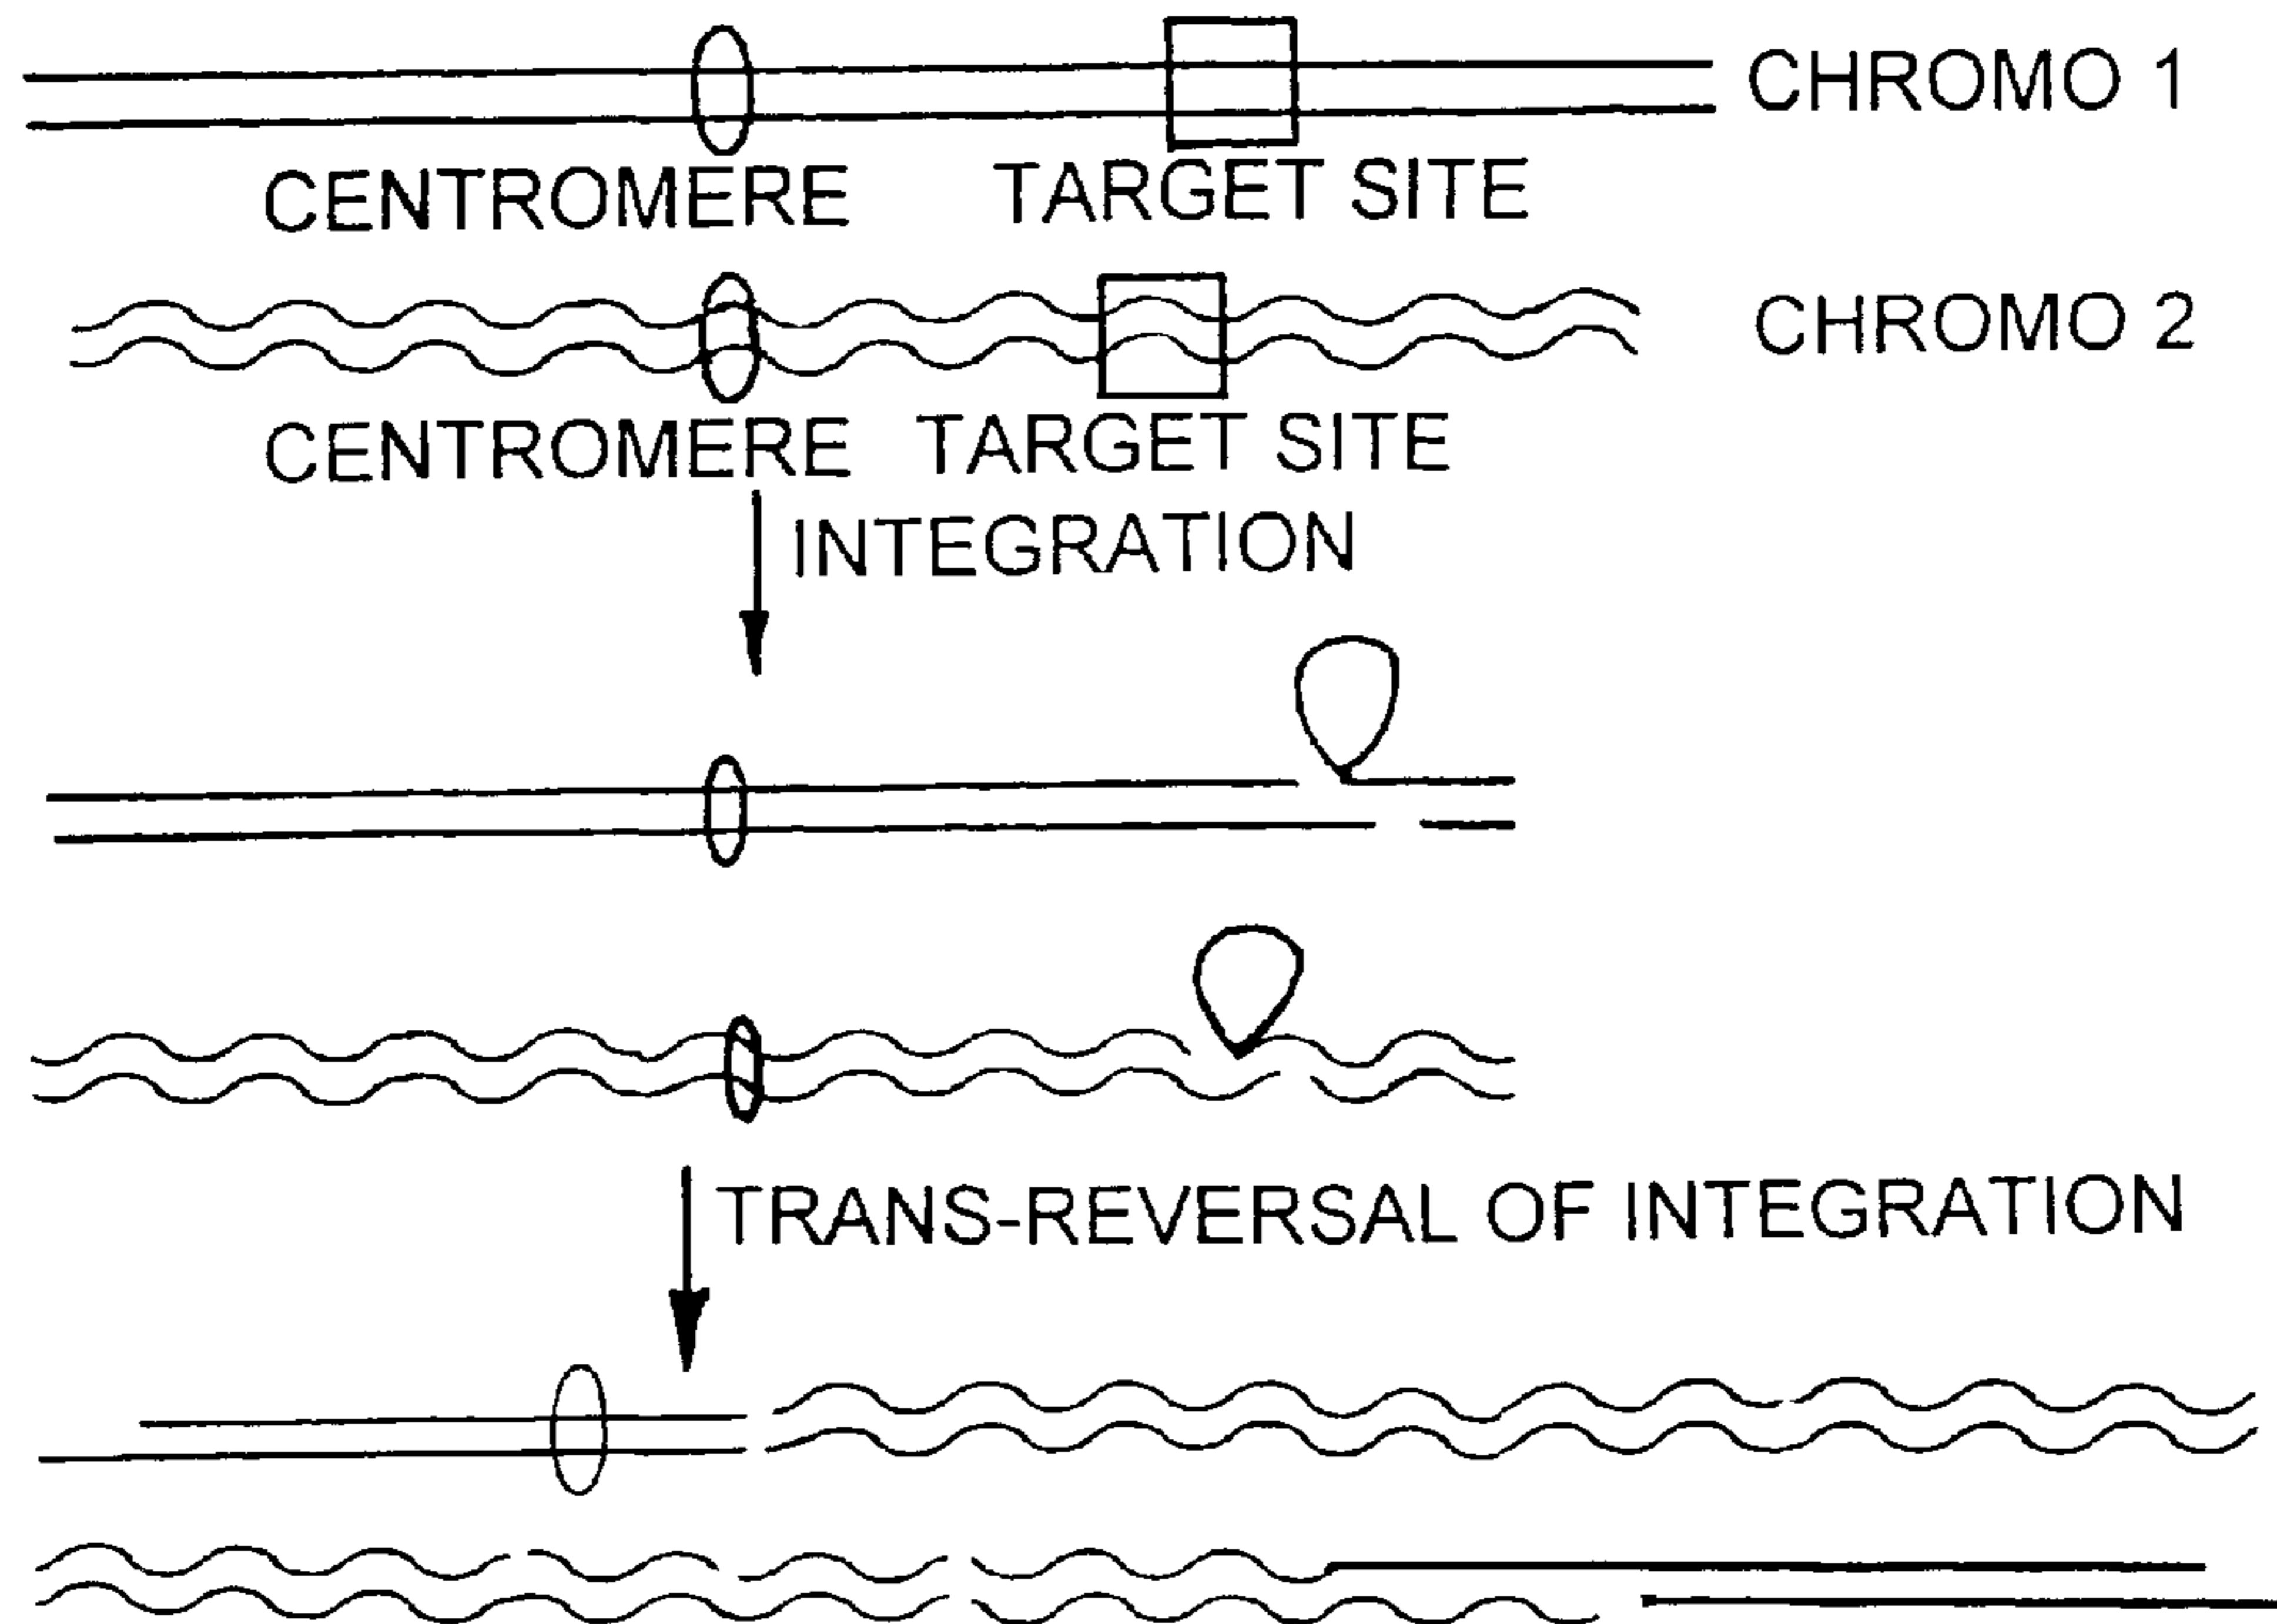 CHROMO 1
CENTROMERE TARGET SITE
CHROMO 2
CENTROMERE TARGET SITE
INTEGRATION
TRANS-REVERSAL OF INTEGRATION